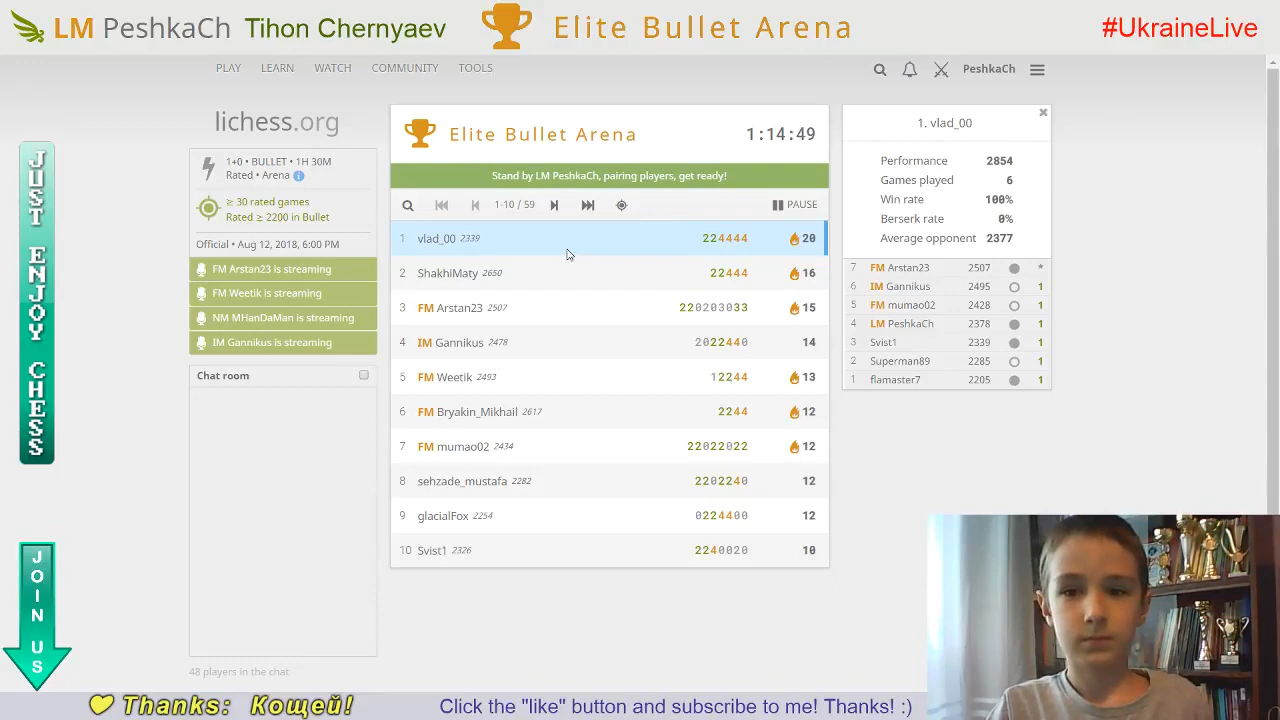 LM PeshkaCh Tihon Chernyaev Elite Bullet Arena #UkraineLive
PLAY LEARN WATCH COMMUNITY TOOLS PeshkaCh
lichess.org
1+0 • BULLET • 1H 30M
Rated • Arena
≥ 30 rated games
Rated ≥ 2200 in Bullet
Official • Aug 12, 2018, 6:00 PM
FM Arstan23 is streaming
FM Weetik is streaming
NM MHanDaMan is streaming
IM Gannikus is streaming
Chat room
48 players in the chat
JUST ENJOY CHESS
JOIN US
Elite Bullet Arena 1:14:49
Stand by LM PeshkaCh, pairing players, get ready!
1-10 / 59 PAUSE
1 vlad_00 2339 224444 20
2 ShakhiMaty 2650 22444 16
3 FM Arstan23 2507 220203033 15
4 IM Gannikus 2478 2022440 14
5 FM Weetik 2493 12244 13
6 FM Bryakin_Mikhail 2617 2244 12
7 FM mumao02 2434 22022022 12
8 sehzade_mustafa 2282 2202240 12
9 glacialFox 2254 0224400 12
10 Svist1 2326 2240020 10
1. vlad_00
Performance 2854
Games played 6
Win rate 100%
Berserk rate 0%
Average opponent 2377
7 FM Arstan23 2507 *
6 IM Gannikus 2495 1
5 FM mumao02 2428 1
4 LM PeshkaCh 2378 1
3 Svist1 2339 1
2 Superman89 2285 1
1 flamaster7 2205 1
Thanks: Кощей! Click the "like" button and subscribe to me! Thanks! :)